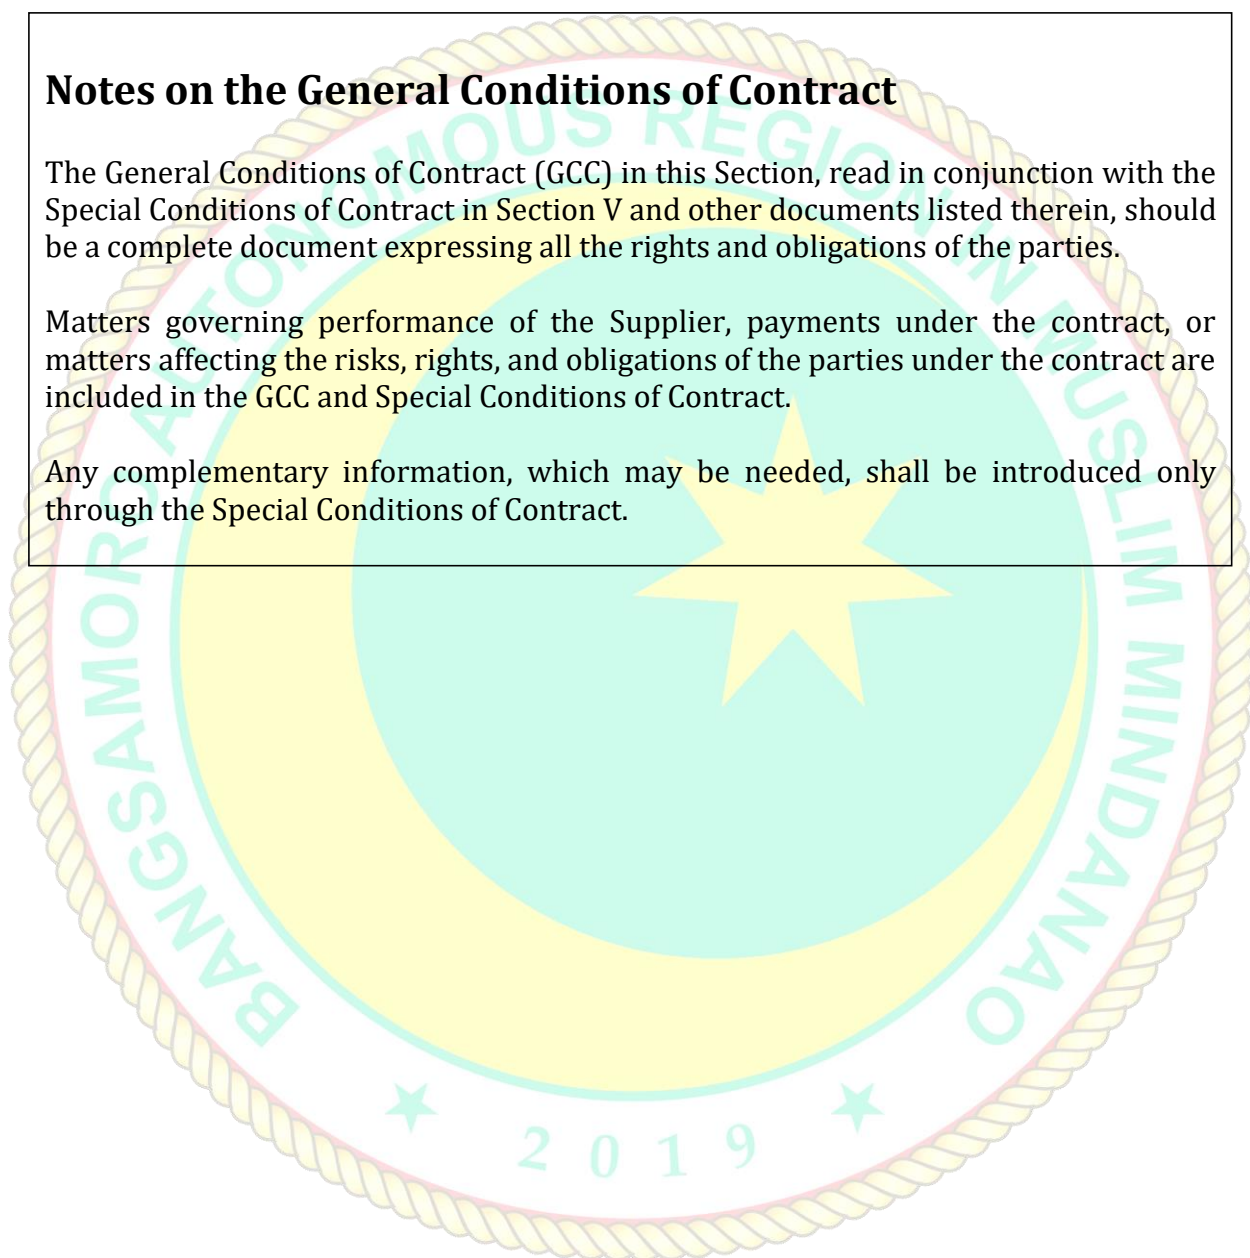 Notes on the General Conditions of Contract
The General Conditions of Contract (GCC) in this Section, read in conjunction with the
Special Conditions of Contract in Section V and other documents listed therein, should
be a complete document expressing all the rights and obligations of the parties.
Matters governing performance of the Supplier, payments under the contract, or
matters affecting the risks, rights, and obligations of the parties under the contract are
included in the GCC and Special Conditions of Contract.
Any complementary information, which may be needed, shall be introduced only
through the Special Conditions of Contract.
BANGSAMORO AUTONOMOUS REGION IN MUSLIM MINDANAO
2019